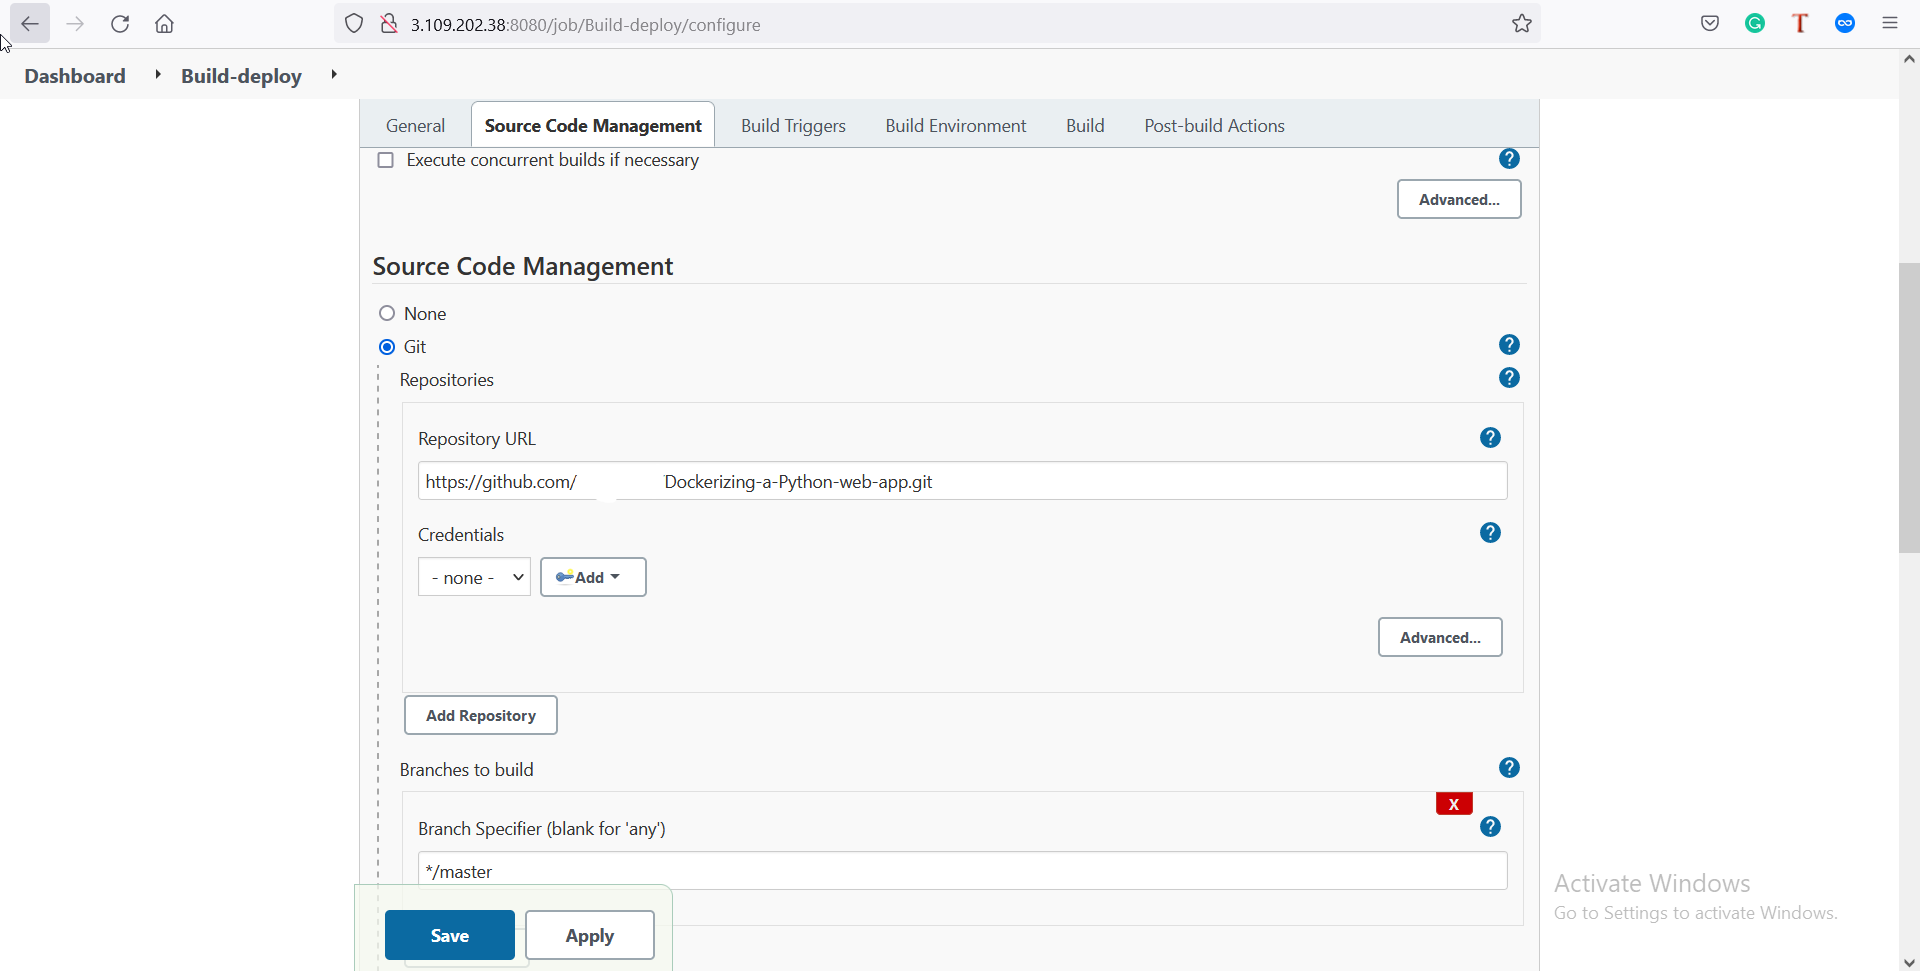 3.109.202.38:8080/job/Build-deploy/configure
Dashboard Build-deploy
General Source Code Management Build Triggers Build Environment Build Post-build Actions
Execute concurrent builds if necessary ?
Advanced...
Source Code Management
None
Git ?
Repositories ?
Repository URL ?
https://github.com/ Dockerizing-a-Python-web-app.git
Credentials ?
- none - Add
Advanced...
Add Repository
Branches to build ?
X
Branch Specifier (blank for 'any') ?
*/master
Activate Windows
Go to Settings to activate Windows.
Save Apply